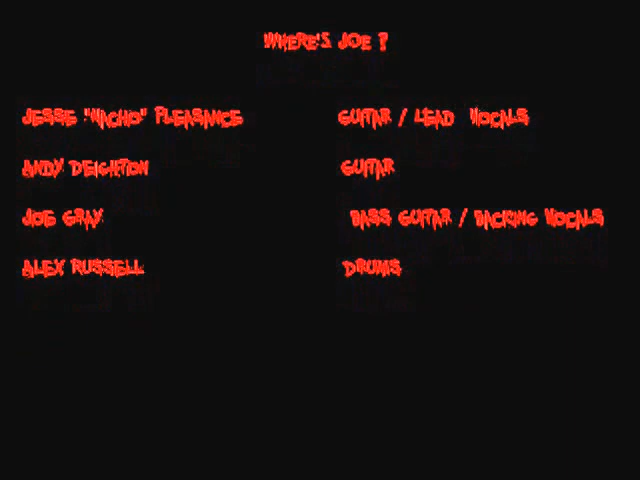 WHERE'S JOE ?
JESSE "NACHO" PLEASANCE GUITAR / LEAD VOCALS
ANDY DEIGHTON GUITAR
JOE GRAY BASS GUITAR / BACKING VOCALS
ALEX RUSSELL DRUMS